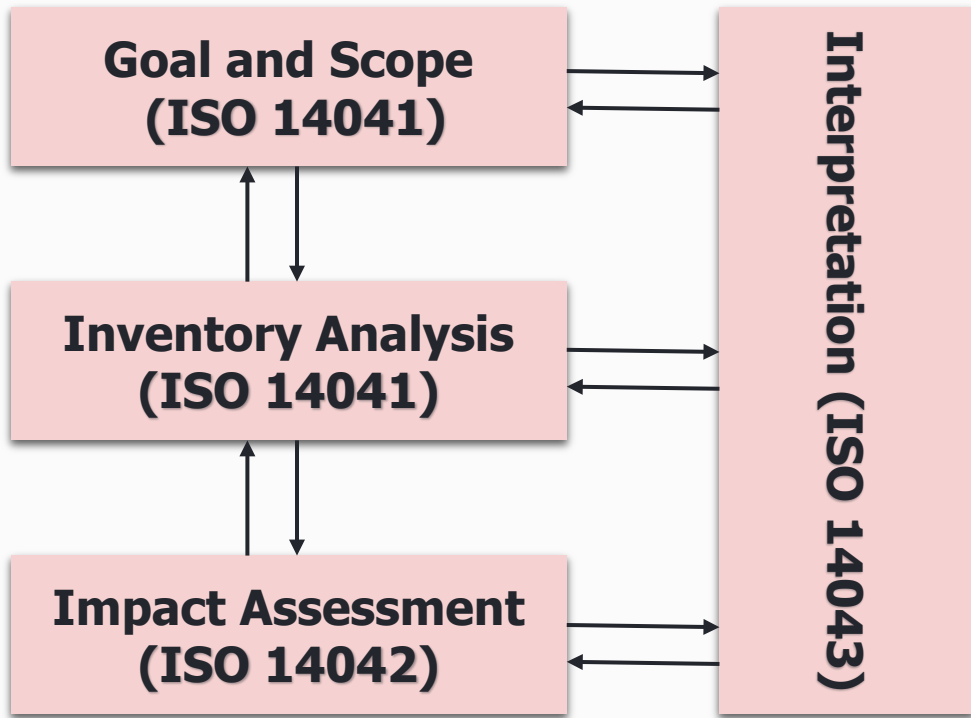 Goal and Scope
(ISO 14041)
Inventory Analysis
(ISO 14041)
Impact Assessment
(ISO 14042)
Interpretation (ISO 14043)